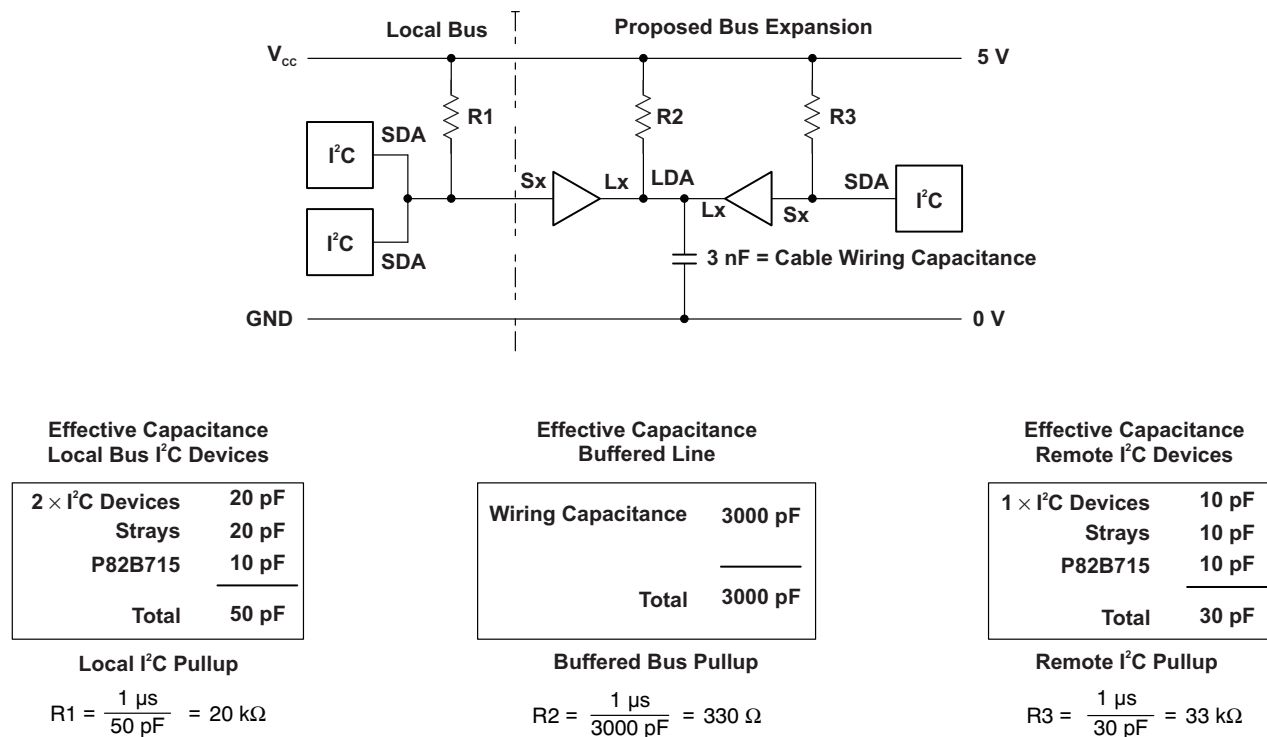 Local Bus
Proposed Bus Expansion
V_CC
5 V
R1
R2
R3
SDA
I²C
Sx
Lx
LDA
Lx
Sx
SDA
I²C
I²C
SDA
3 nF = Cable Wiring Capacitance
GND
0 V
Effective Capacitance
Local Bus I²C Devices
2 × I²C Devices 20 pF
Strays 20 pF
P82B715 10 pF
Total 50 pF
Local I²C Pullup
R1 = 1 μs / 50 pF = 20 kΩ
Effective Capacitance
Buffered Line
Wiring Capacitance 3000 pF
Total 3000 pF
Buffered Bus Pullup
R2 = 1 μs / 3000 pF = 330 Ω
Effective Capacitance
Remote I²C Devices
1 × I²C Devices 10 pF
Strays 10 pF
P82B715 10 pF
Total 30 pF
Remote I²C Pullup
R3 = 1 μs / 30 pF = 33 kΩ